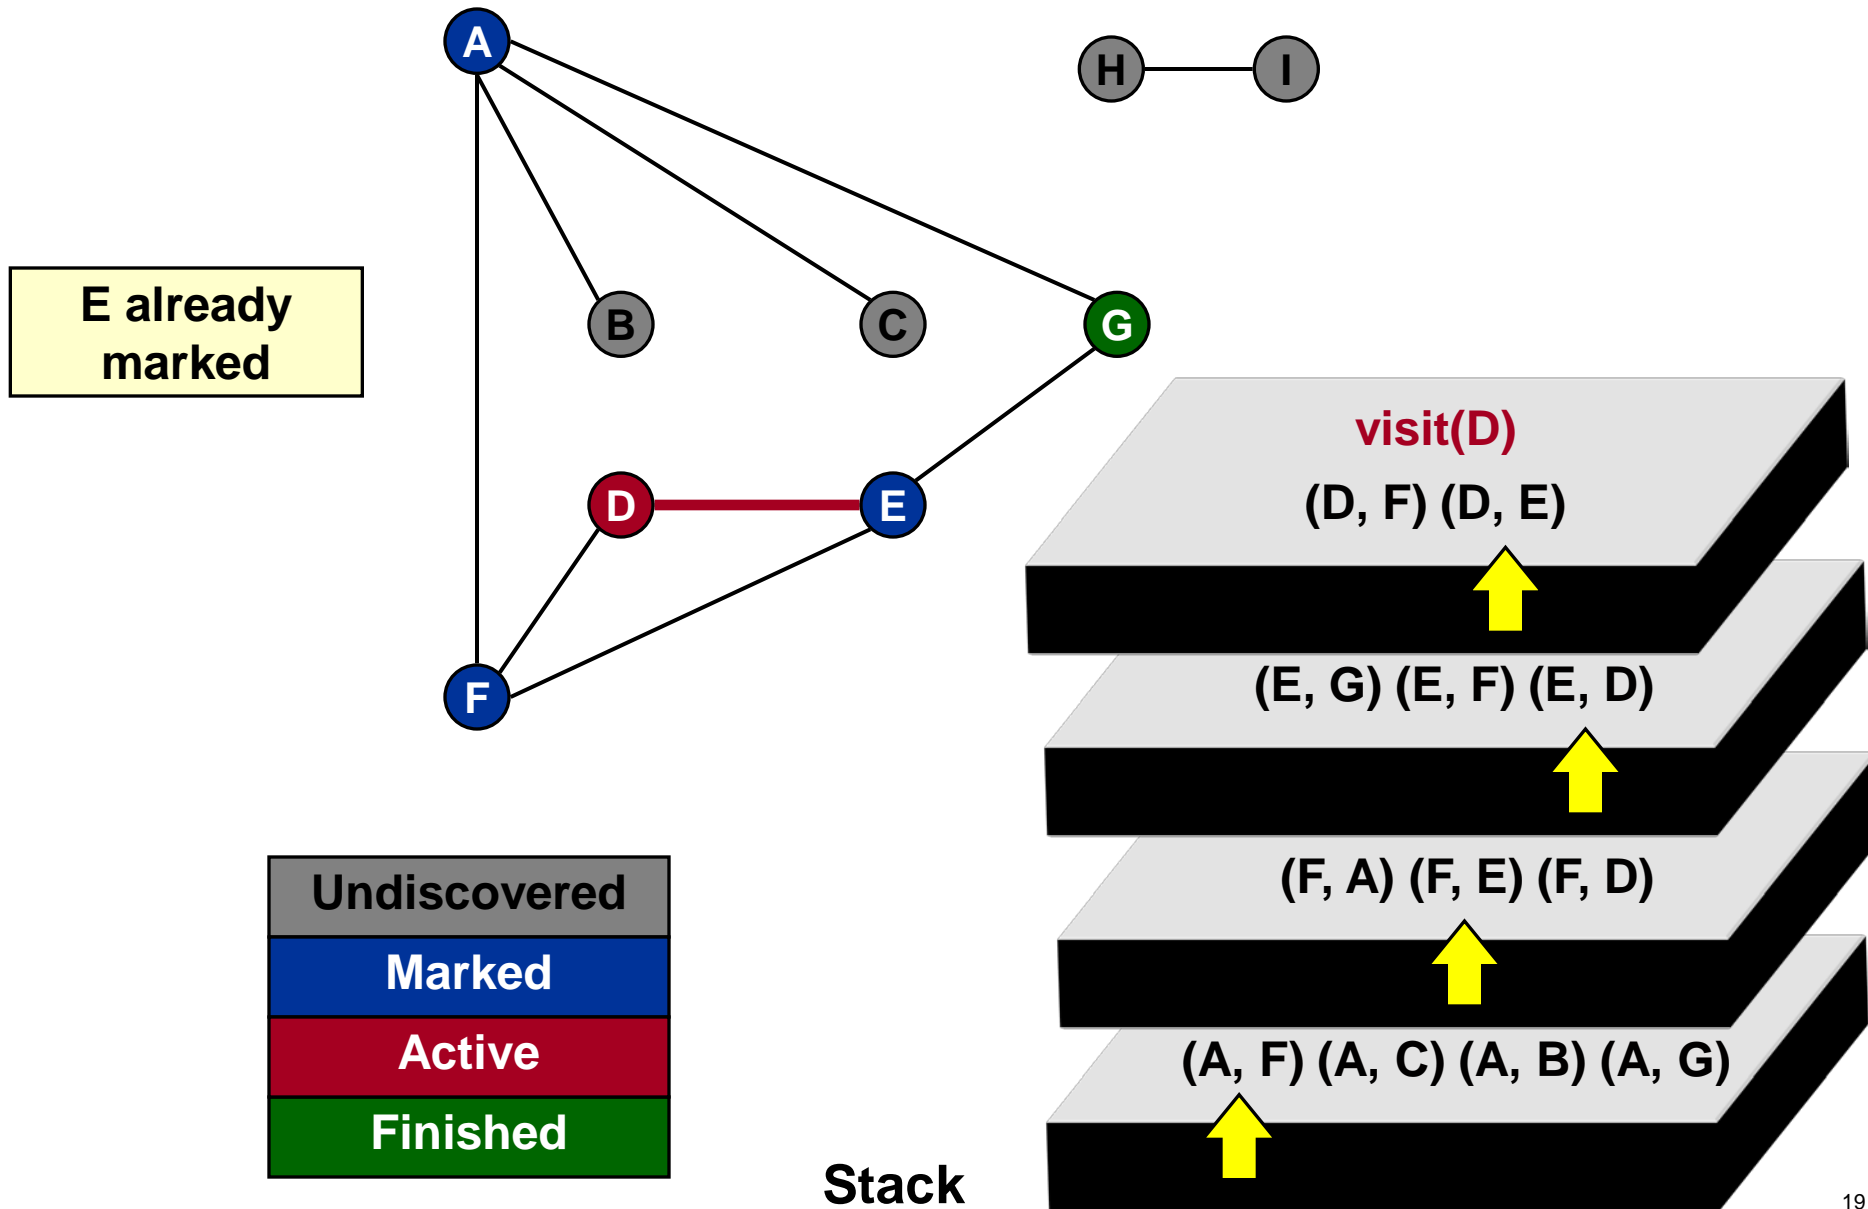 A
H
I
E already
marked
B
C
G
visit(D)
(D, F) (D, E)
D
E
(E, G) (E, F) (E, D)
F
Undiscovered
Marked
Active
Finished
(F, A) (F, E) (F, D)
(A, F) (A, C) (A, B) (A, G)
Stack
19